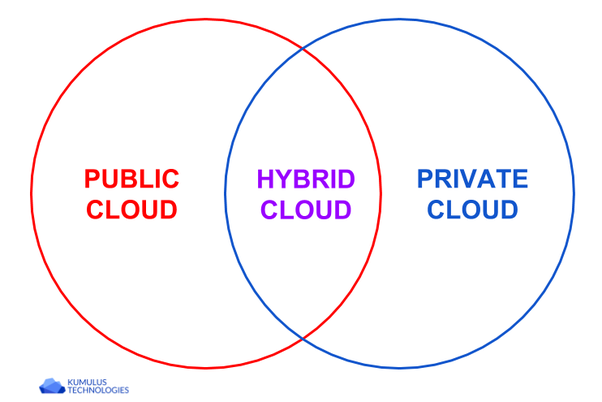 PUBLIC
CLOUD
HYBRID
CLOUD
PRIVATE
CLOUD
KUMULUS
TECHNOLOGIES